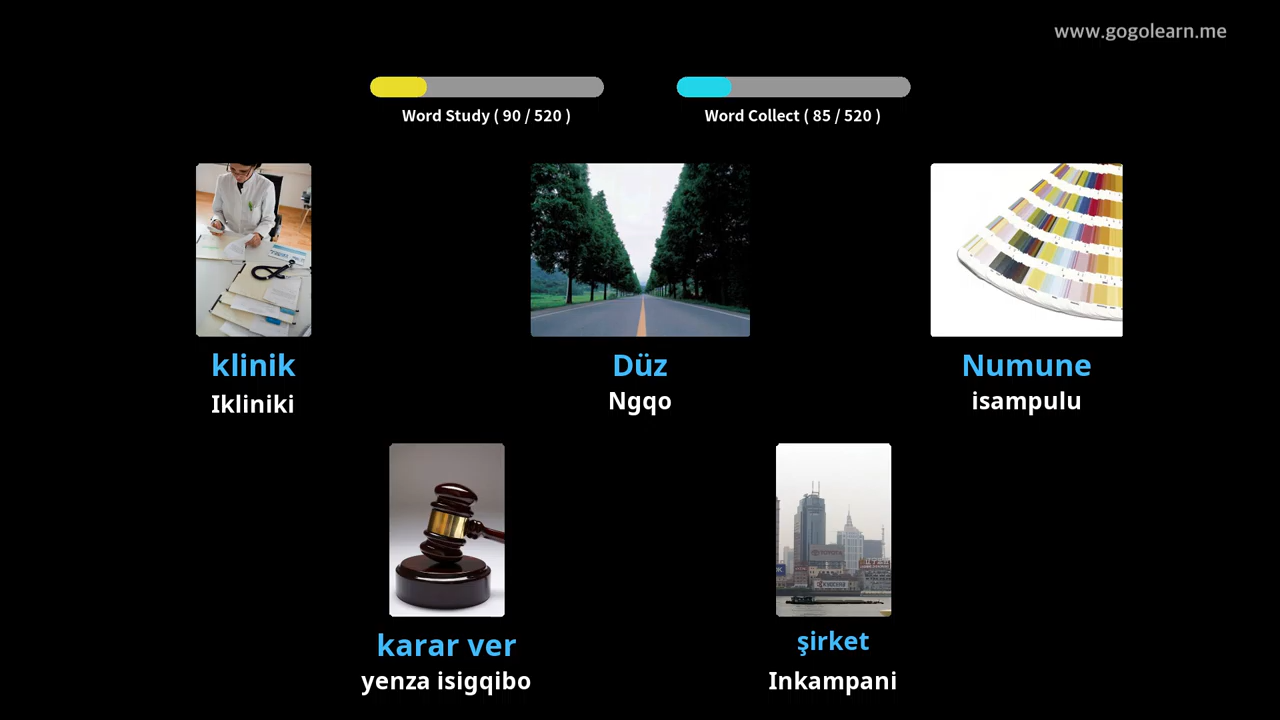 www.gogolearn.me
Word Study ( 90 / 520 )
Word Collect ( 85 / 520 )
klinik
Ikliniki
Düz
Ngqo
Numune
isampulu
TOYOTA
karar ver
yenza isigqibo
şirket
Inkampani